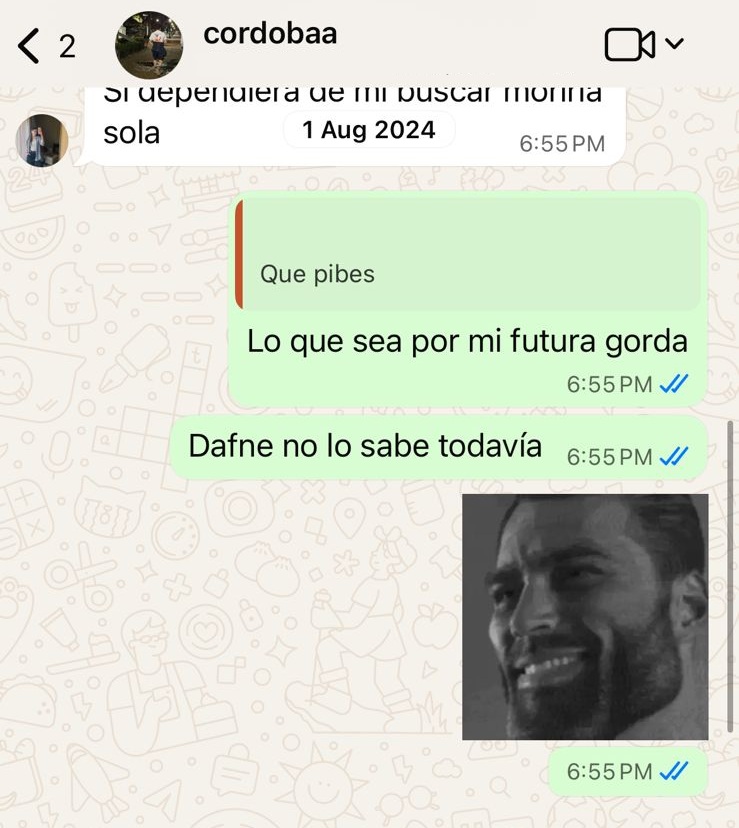 2
cordobaa
Si dependiera de mi buscar
sola
1 Aug 2024
6:55 PM
Que pibes
Lo que sea por mi futura gorda
6:55 PM
Dafne no lo sabe todavía
6:55 PM
6:55 PM